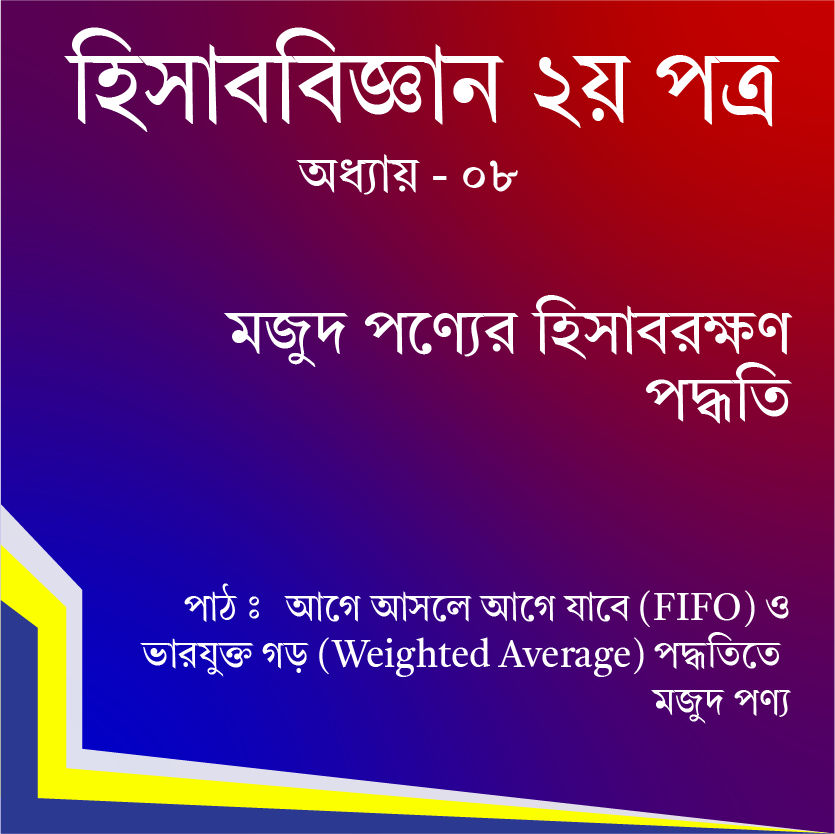 হিসাববিজ্ঞান ২য় পত্র
অধ্যায় - ০৮
মজুদ পণ্যের হিসাবরক্ষণ
পদ্ধতি
পাঠ ঃ আগে আসলে আগে যাবে (FIFO) ও
ভারযুক্ত গড় (Weighted Average) পদ্ধতিতে
মজুদ পণ্য